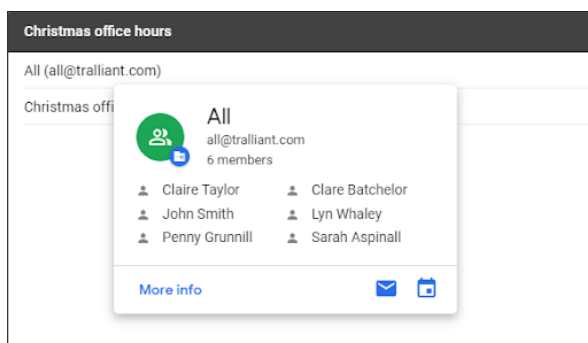 Christmas office hours
All (all@tralliant.com)
Christmas offi
All
all@tralliant.com
6 members
Claire Taylor
Clare Batchelor
John Smith
Lyn Whaley
Penny Grunnill
Sarah Aspinall
More info